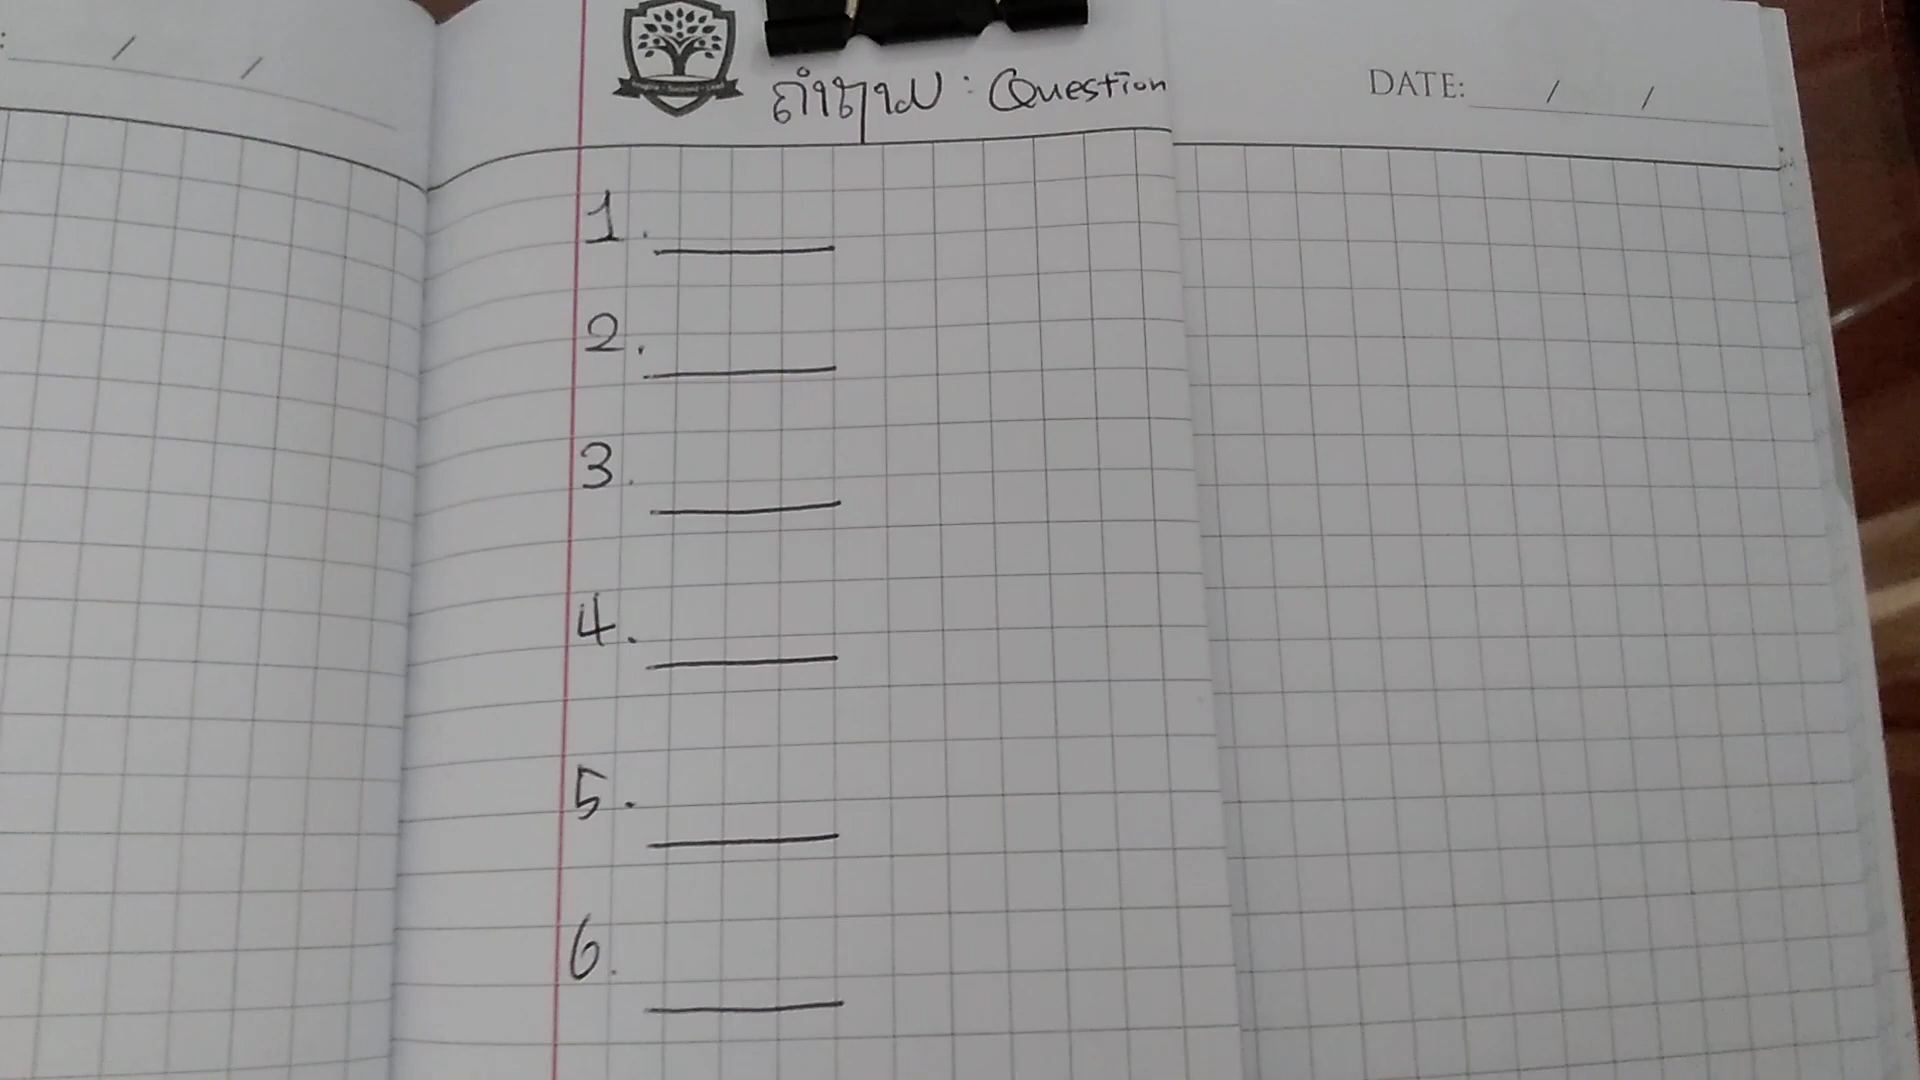 : / /
ຄໍາຖາມ : Question
DATE: / /
1.
2.
3.
4.
5.
6.